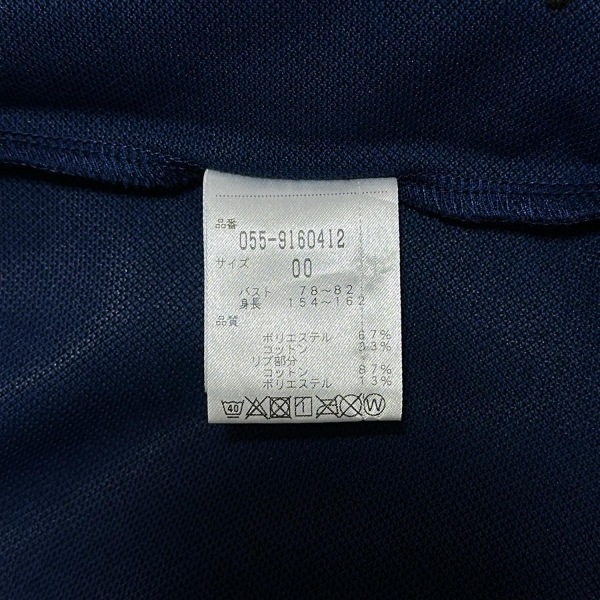 品番
055-9160412
サイズ
00
バスト 78～82
身長 154～162
品質
ポリエステル 67%
コットン 33%
リブ部分
コットン 87%
ポリエステル 13%
40 1 W